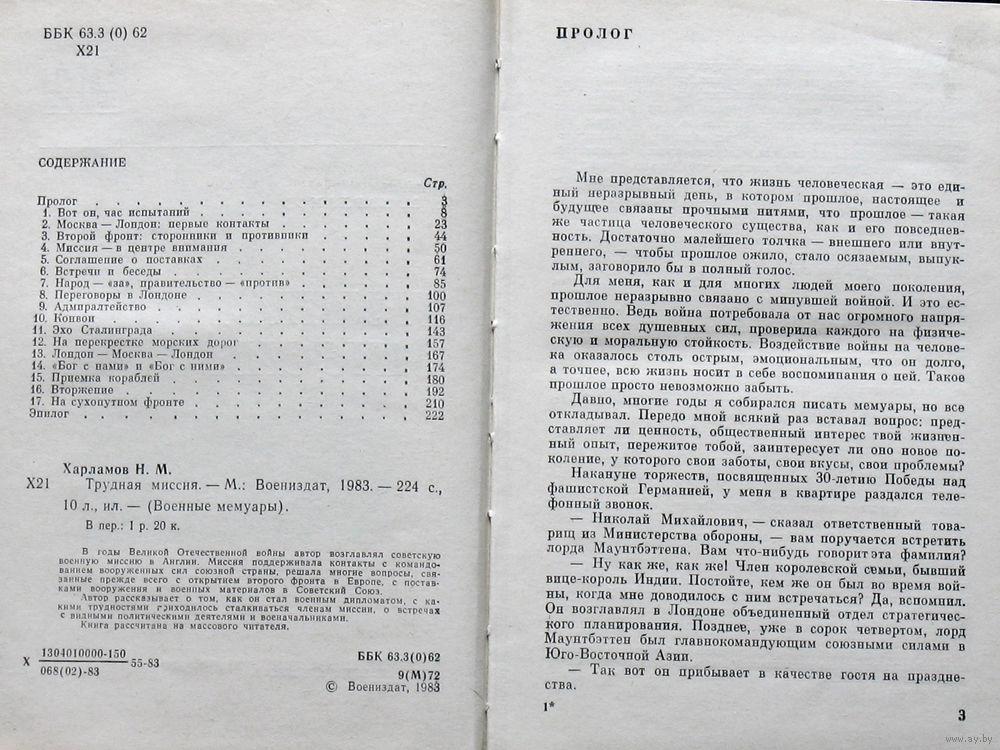 ББК 63.3 (0) 62
Х21
СОДЕРЖАНИЕ
Стр.
Пролог . . . . . . . . . . . . . . . . 3
1. Вот он, час испытаний . . . . . . . . . . 8
2. Москва — Лондон: первые контакты . . . . . . 23
3. Второй фронт: сторонники и противники . . . . 44
4. Миссия — в центре внимания . . . . . . . . 50
5. Соглашение о поставках . . . . . . . . . 61
6. Встречи и беседы . . . . . . . . . . . 74
7. Народ — «за», правительство — «против» . . . . . 85
8. Переговоры в Лондоне . . . . . . . . . . 100
9. Адмиралтейство . . . . . . . . . . . . 107
10. Конвои . . . . . . . . . . . . . . 116
11. Эхо Сталинграда . . . . . . . . . . . 143
12. На перекрестке морских дорог . . . . . . . 157
13. Лондон — Москва — Лондон . . . . . . . . 167
14. «Бог с нами» и «Бог с ними» . . . . . . . . 174
15. Приемка кораблей . . . . . . . . . . . 180
16. Вторжение . . . . . . . . . . . . . 192
17. На сухопутном фронте . . . . . . . . . . 210
Эпилог . . . . . . . . . . . . . . . . 222
Харламов Н. М.
Х21 Трудная миссия. — М.: Воениздат, 1983. — 224 с.,
10 л., ил. — (Военные мемуары).
В пер.: 1 р. 20 к.
В годы Великой Отечественной войны автор возглавлял советскую
военную миссию в Англии. Миссия поддерживала контакты с командо-
ванием вооруженных сил союзной страны, решала многие вопросы, свя-
занные прежде всего с открытием второго фронта в Европе, с постав-
ками вооружения и военных материалов в Советский Союз.
Автор рассказывает о том, как он стал военным дипломатом, с ка-
кими трудностями приходилось сталкиваться членам миссии, о встречах
с видными политическими деятелями и военачальниками.
Книга рассчитана на массового читателя.
Х 1304010000-150 55-83
068(02)-83
ББК 63.3(0)62
9(М)72
© Воениздат, 1983
ПРОЛОГ
Мне представляется, что жизнь человеческая — это еди-
ный неразрывный день, в котором прошлое, настоящее и
будущее связаны прочными нитями, что прошлое — такая
же частица человеческого существа, как и его повседнев-
ность. Достаточно малейшего толчка — внешнего или внут-
реннего, — чтобы прошлое ожило, стало осязаемым, выпук-
лым, заговорило бы в полный голос.
Для меня, как и для многих людей моего поколения,
прошлое неразрывно связано с минувшей войной. И это ес-
тественно. Ведь война потребовала от нас огромного напря-
жения всех душевных сил, проверила каждого на физиче-
скую и моральную стойкость. Воздействие войны на челове-
ка оказалось столь острым, эмоциональным, что он долго,
а точнее, всю жизнь носит в себе воспоминания о ней. Такое
прошлое просто невозможно забыть.
Давно, многие годы я собирался писать мемуары, но все
откладывал. Передо мной всякий раз вставал вопрос: пред-
ставляет ли ценность, общественный интерес твой жизнен-
ный опыт, пережитое тобой, заинтересует ли оно новое по-
коление, у которого свои заботы, свои вкусы, свои проблемы?
Накануне торжеств, посвященных 30-летию Победы над
фашистской Германией, у меня в квартире раздался теле-
фонный звонок.
— Николай Михайлович, — сказал ответственный това-
рищ из Министерства обороны, — вам поручается встретить
лорда Маунтбэттена. Вам что-нибудь говорит эта фамилия?
— Ну как же, как же! Член королевской семьи, бывший
вице-король Индии. Постойте, кем же он был во время вой-
ны, когда мне доводилось с ним встречаться? Да, вспомнил.
Он возглавлял в Лондоне объединенный отдел стратегиче-
ского планирования. Позднее, уже в сорок четвертом, лорд
Маунтбэттен был главнокомандующим союзными силами в
Юго-Восточной Азии.
— Так вот он прибывает в качестве гостя на праздне-
ства.
1*
3
www.ay.by